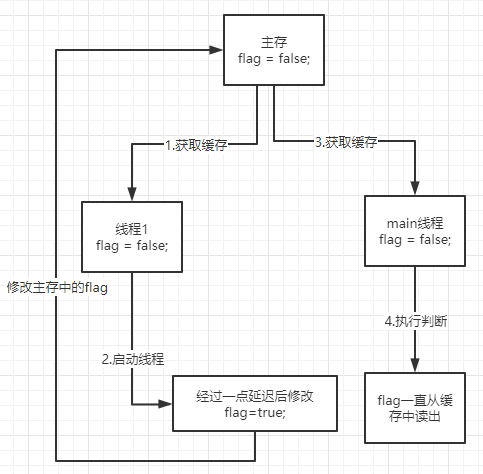 主存
flag = false;
1.获取缓存
3.获取缓存
线程1
flag = false;
main线程
flag = false;
修改主存中的flag
4.执行判断
2.启动线程
经过一点延迟后修改
flag=true;
flag一直从缓
存中读出